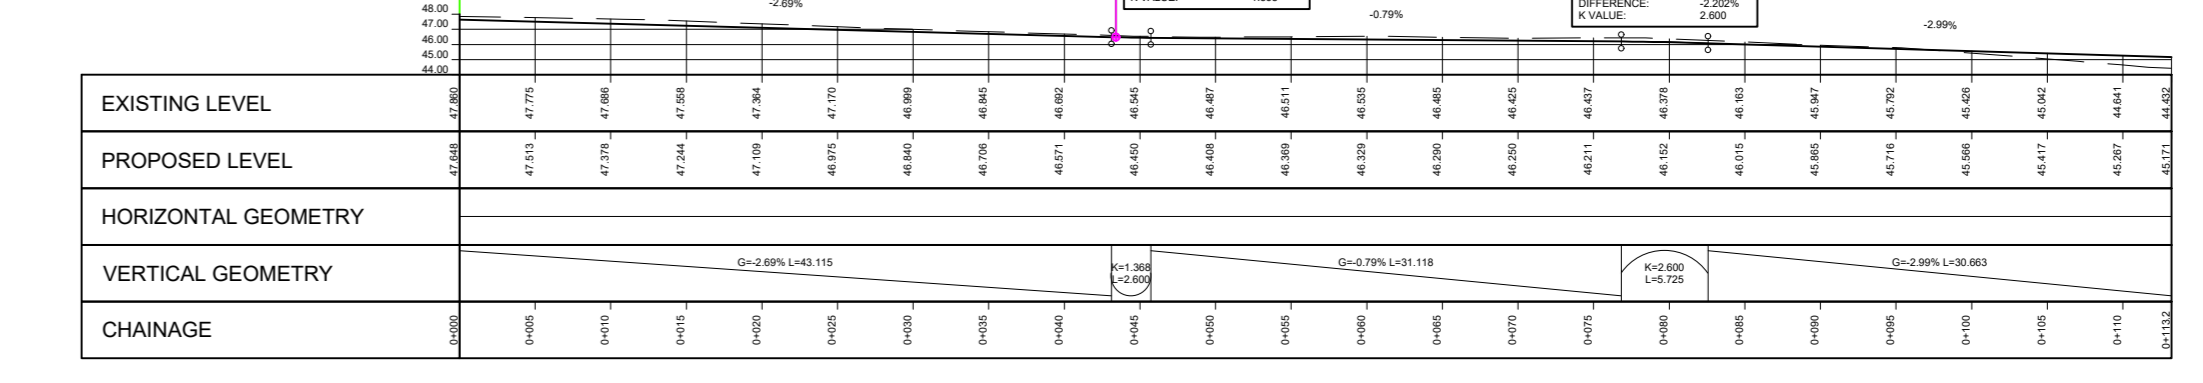 -2.69%
-0.79%
DIFFERENCE: -2.202%
K VALUE: 2.600
-2.99%
48.00
47.00
46.00
45.00
44.00
EXISTING LEVEL 47.860 47.775 47.686 47.558 47.364 47.170 46.999 46.845 46.692 46.545 46.487 46.511 46.535 46.485 46.425 46.437 46.378 46.163 45.947 45.792 45.426 45.042 44.641 44.432
PROPOSED LEVEL 47.648 47.513 47.378 47.244 47.109 46.975 46.840 46.706 46.571 46.450 46.408 46.369 46.329 46.290 46.250 46.211 46.152 46.015 45.865 45.716 45.566 45.417 45.267 45.171
HORIZONTAL GEOMETRY
VERTICAL GEOMETRY
G=-2.69% L=43.115
K=1.368
L=2.600
G=-0.79% L=31.118
K=2.600
L=5.725
G=-2.99% L=30.663
CHAINAGE 0+000 0+005 0+010 0+015 0+020 0+025 0+030 0+035 0+040 0+045 0+050 0+055 0+060 0+065 0+070 0+075 0+080 0+085 0+090 0+095 0+100 0+105 0+110 0+113.2